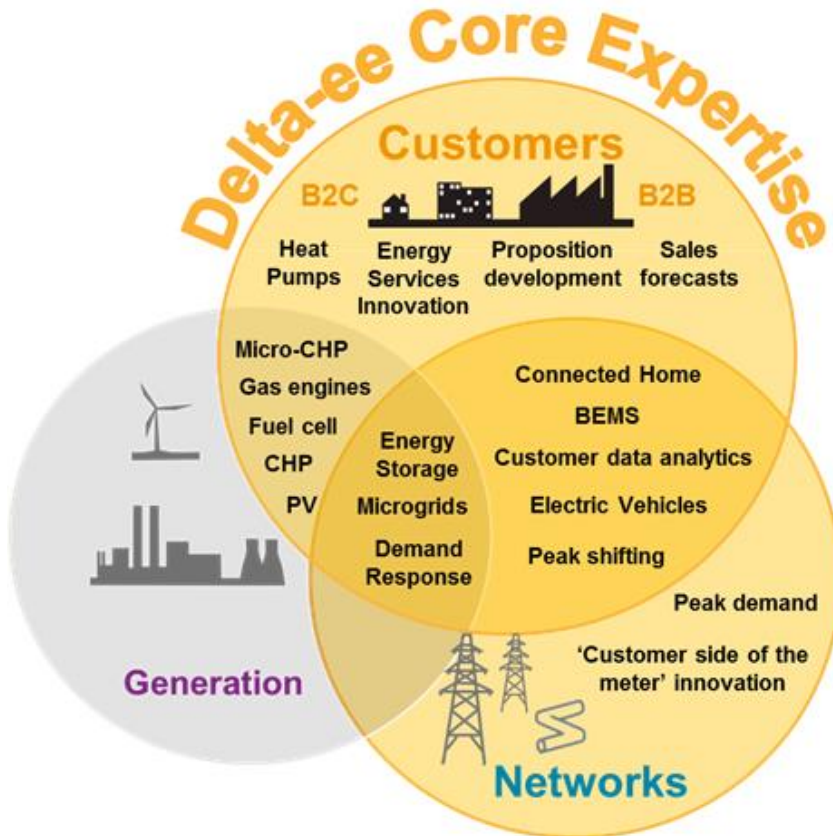 Delta-ee Core Expertise
Customers
B2C
B2B
Heat
Pumps
Energy
Services
Innovation
Proposition
development
Sales
forecasts
Micro-CHP
Gas engines
Fuel cell
CHP
PV
Energy
Storage
Microgrids
Demand
Response
Connected Home
BEMS
Customer data analytics
Electric Vehicles
Peak shifting
Peak demand
‘Customer side of the
meter’ innovation
Generation
Networks